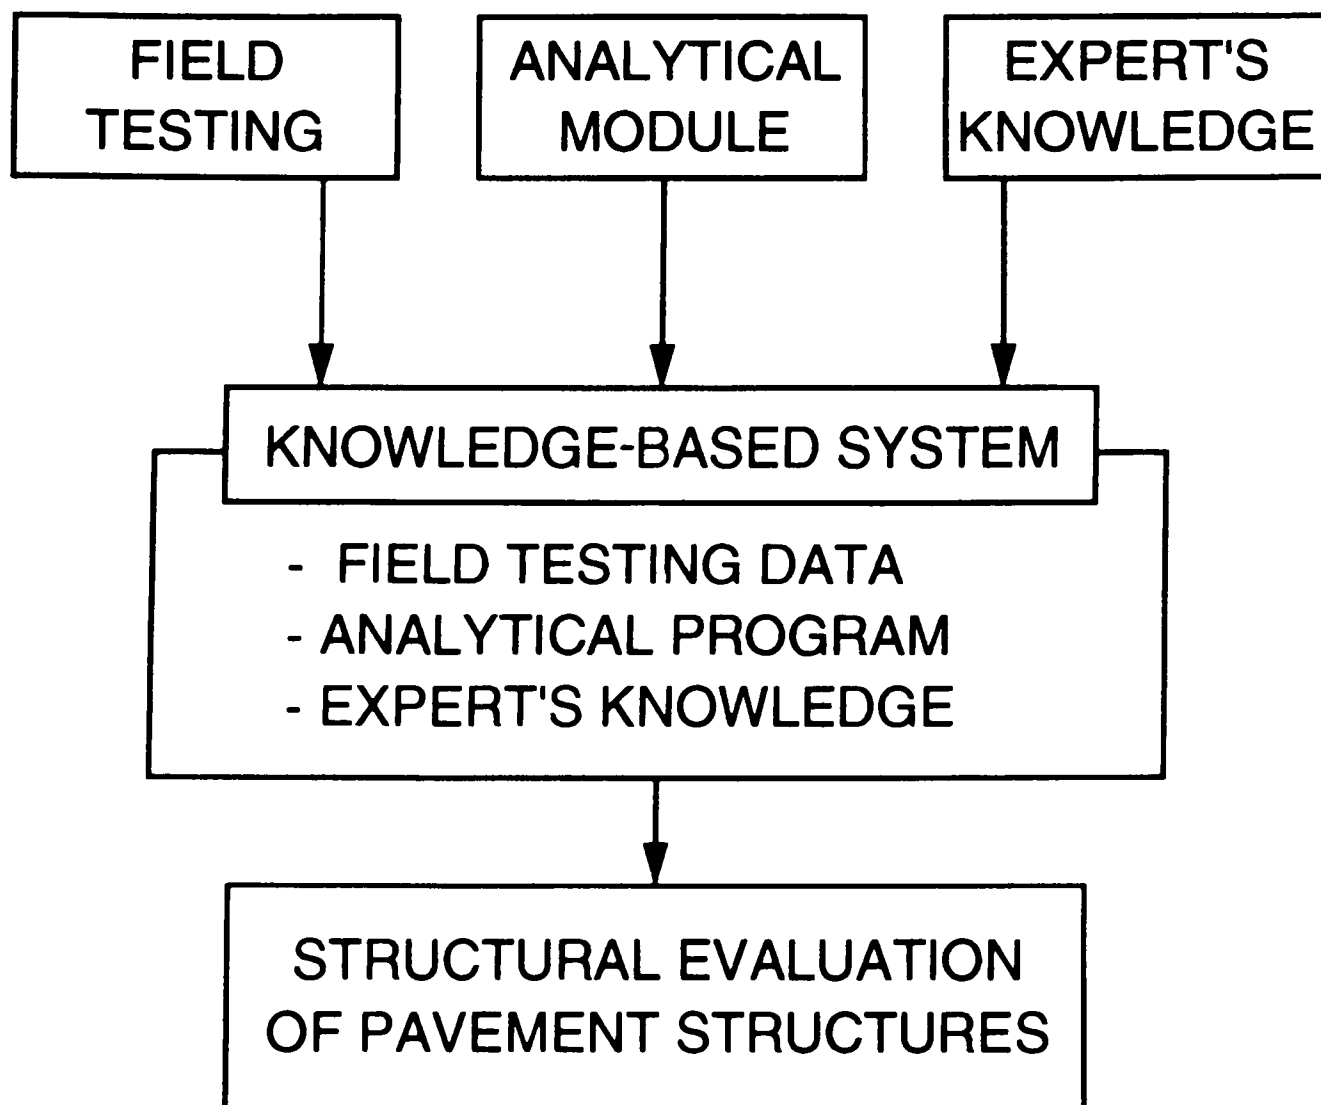 FIELD
TESTING
ANALYTICAL
MODULE
EXPERT'S
KNOWLEDGE
KNOWLEDGE-BASED SYSTEM
- FIELD TESTING DATA
- ANALYTICAL PROGRAM
- EXPERT'S KNOWLEDGE
STRUCTURAL EVALUATION
OF PAVEMENT STRUCTURES